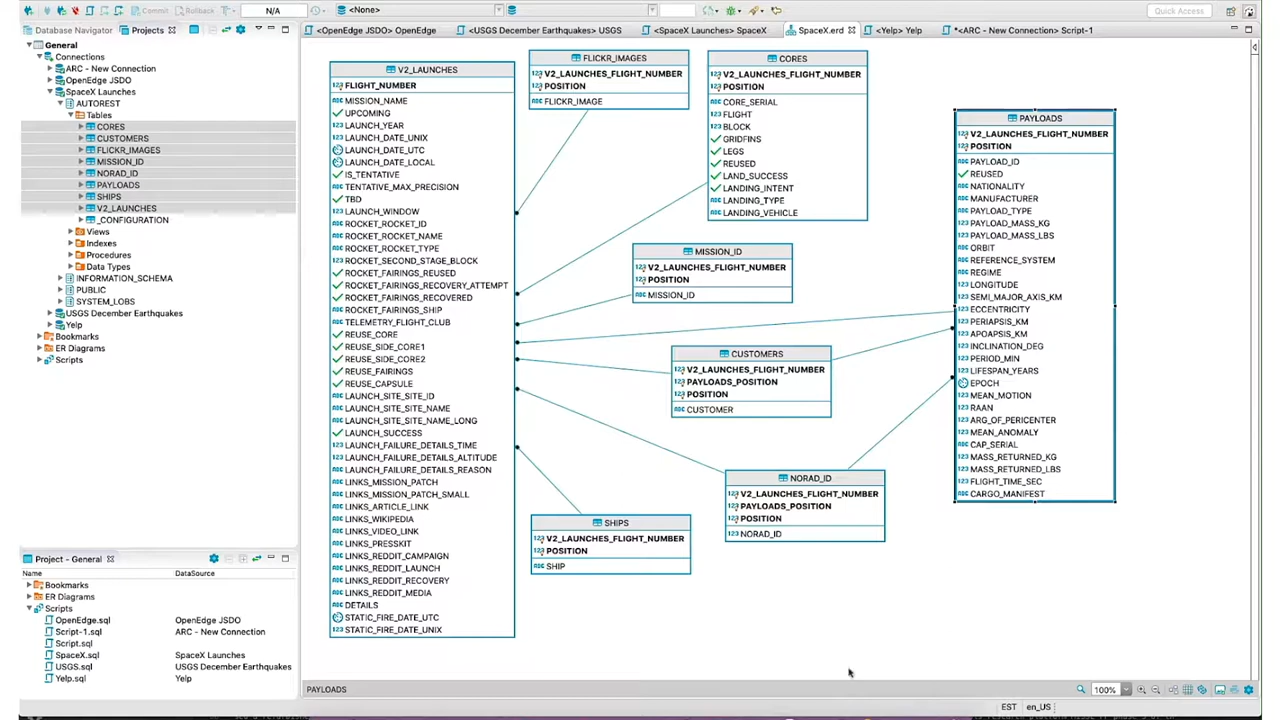 Commit
Rollback
N/A
<None>
Quick Access
Database Navigator
Projects
<OpenEdge JSDO> OpenEdge
<USGS December Earthquakes> USGS
<SpaceX Launches> SpaceX
SpaceX.erd
<Yelp> Yelp
*<ARC - New Connection> Script-1
General
Connections
ARC - New Connection
OpenEdge JSDO
SpaceX Launches
AUTOREST
Tables
CORES
CUSTOMERS
FLICKR_IMAGES
MISSION_ID
NORAD_ID
PAYLOADS
SHIPS
V2_LAUNCHES
_CONFIGURATION
Views
Indexes
Procedures
Data Types
INFORMATION_SCHEMA
PUBLIC
SYSTEM_LOBS
USGS December Earthquakes
Yelp
Bookmarks
ER Diagrams
Scripts
Project - General
Name DataSource
Bookmarks
ER Diagrams
Scripts
OpenEdge.sql OpenEdge JSDO
Script-1.sql ARC - New Connection
Script.sql
SpaceX.sql SpaceX Launches
USGS.sql USGS December Earthquakes
Yelp.sql Yelp
V2_LAUNCHES
FLIGHT_NUMBER
MISSION_NAME
UPCOMING
LAUNCH_YEAR
LAUNCH_DATE_UNIX
LAUNCH_DATE_UTC
LAUNCH_DATE_LOCAL
IS_TENTATIVE
TENTATIVE_MAX_PRECISION
TBD
LAUNCH_WINDOW
ROCKET_ROCKET_ID
ROCKET_ROCKET_NAME
ROCKET_ROCKET_TYPE
ROCKET_SECOND_STAGE_BLOCK
ROCKET_FAIRINGS_REUSED
ROCKET_FAIRINGS_RECOVERY_ATTEMPT
ROCKET_FAIRINGS_RECOVERED
ROCKET_FAIRINGS_SHIP
TELEMETRY_FLIGHT_CLUB
REUSE_CORE
REUSE_SIDE_CORE1
REUSE_SIDE_CORE2
REUSE_FAIRINGS
REUSE_CAPSULE
LAUNCH_SITE_SITE_ID
LAUNCH_SITE_SITE_NAME
LAUNCH_SITE_SITE_NAME_LONG
LAUNCH_SUCCESS
LAUNCH_FAILURE_DETAILS_TIME
LAUNCH_FAILURE_DETAILS_ALTITUDE
LAUNCH_FAILURE_DETAILS_REASON
LINKS_MISSION_PATCH
LINKS_MISSION_PATCH_SMALL
LINKS_ARTICLE_LINK
LINKS_WIKIPEDIA
LINKS_VIDEO_LINK
LINKS_PRESSKIT
LINKS_REDDIT_CAMPAIGN
LINKS_REDDIT_LAUNCH
LINKS_REDDIT_RECOVERY
LINKS_REDDIT_MEDIA
DETAILS
STATIC_FIRE_DATE_UTC
STATIC_FIRE_DATE_UNIX
FLICKR_IMAGES
V2_LAUNCHES_FLIGHT_NUMBER
POSITION
FLICKR_IMAGE
CORES
V2_LAUNCHES_FLIGHT_NUMBER
POSITION
CORE_SERIAL
FLIGHT
BLOCK
GRIDFINS
LEGS
REUSED
LAND_SUCCESS
LANDING_INTENT
LANDING_TYPE
LANDING_VEHICLE
MISSION_ID
V2_LAUNCHES_FLIGHT_NUMBER
POSITION
MISSION_ID
CUSTOMERS
V2_LAUNCHES_FLIGHT_NUMBER
PAYLOADS_POSITION
POSITION
CUSTOMER
NORAD_ID
V2_LAUNCHES_FLIGHT_NUMBER
PAYLOADS_POSITION
POSITION
NORAD_ID
SHIPS
V2_LAUNCHES_FLIGHT_NUMBER
POSITION
SHIP
PAYLOADS
V2_LAUNCHES_FLIGHT_NUMBER
POSITION
PAYLOAD_ID
REUSED
NATIONALITY
MANUFACTURER
PAYLOAD_TYPE
PAYLOAD_MASS_KG
PAYLOAD_MASS_LBS
ORBIT
REFERENCE_SYSTEM
REGIME
LONGITUDE
SEMI_MAJOR_AXIS_KM
ECCENTRICITY
PERIAPSIS_KM
APOAPSIS_KM
INCLINATION_DEG
PERIOD_MIN
LIFESPAN_YEARS
EPOCH
MEAN_MOTION
RAAN
ARG_OF_PERICENTER
MEAN_ANOMALY
CAP_SERIAL
MASS_RETURNED_KG
MASS_RETURNED_LBS
FLIGHT_TIME_SEC
CARGO_MANIFEST
PAYLOADS
100%
EST en_US